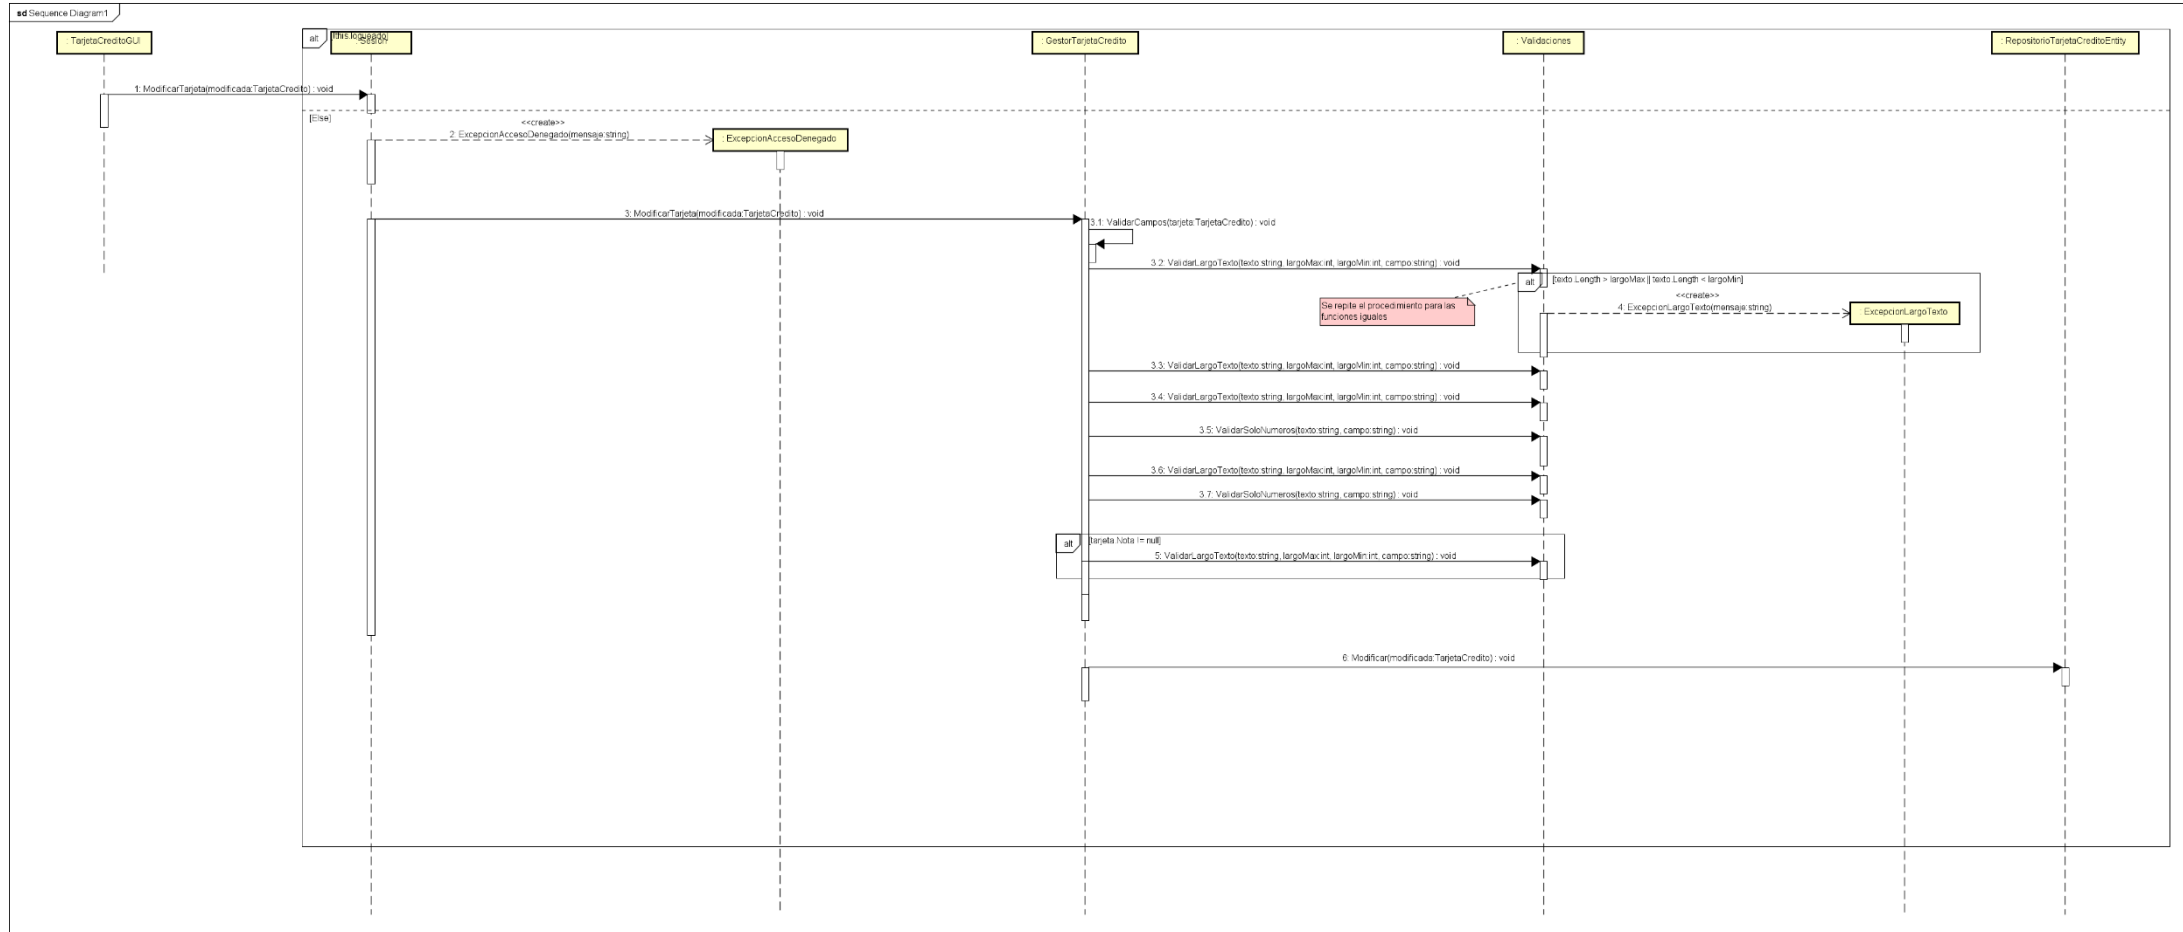 sd Sequence Diagram1
: TarjetaCreditoGUI
alt
[this.logueado]
: Sesion
: GestorTarjetaCredito
: Validaciones
: RepositorioTarjetaCreditoEntity
1: ModificarTarjeta(modificada:TarjetaCredito) : void
[Else]
<<create>>
2: ExcepcionAccesoDenegado(mensaje:string)
: ExcepcionAccesoDenegado
3: ModificarTarjeta(modificada:TarjetaCredito) : void
3.1: ValidarCampos(tarjeta:TarjetaCredito) : void
3.2: ValidarLargoTexto(texto:string, largoMax:int, largoMin:int, campo:string) : void
alt
[texto.Length > largoMax || texto.Length < largoMin]
Se repite el procedimiento para las
funciones iguales
<<create>>
4: ExcepcionLargoTexto(mensaje:string)
ExcepcionLargoTexto
3.3: ValidarLargoTexto(texto:string, largoMax:int, largoMin:int, campo:string) : void
3.4: ValidarLargoTexto(texto:string, largoMax:int, largoMin:int, campo:string) : void
3.5: ValidarSoloNumeros(texto:string, campo:string) : void
3.6: ValidarLargoTexto(texto:string, largoMax:int, largoMin:int, campo:string) : void
3.7: ValidarSoloNumeros(texto:string, campo:string) : void
alt
[tarjeta.Nota != null]
5: ValidarLargoTexto(texto:string, largoMax:int, largoMin:int, campo:string) : void
6: Modificar(modificada:TarjetaCredito) : void